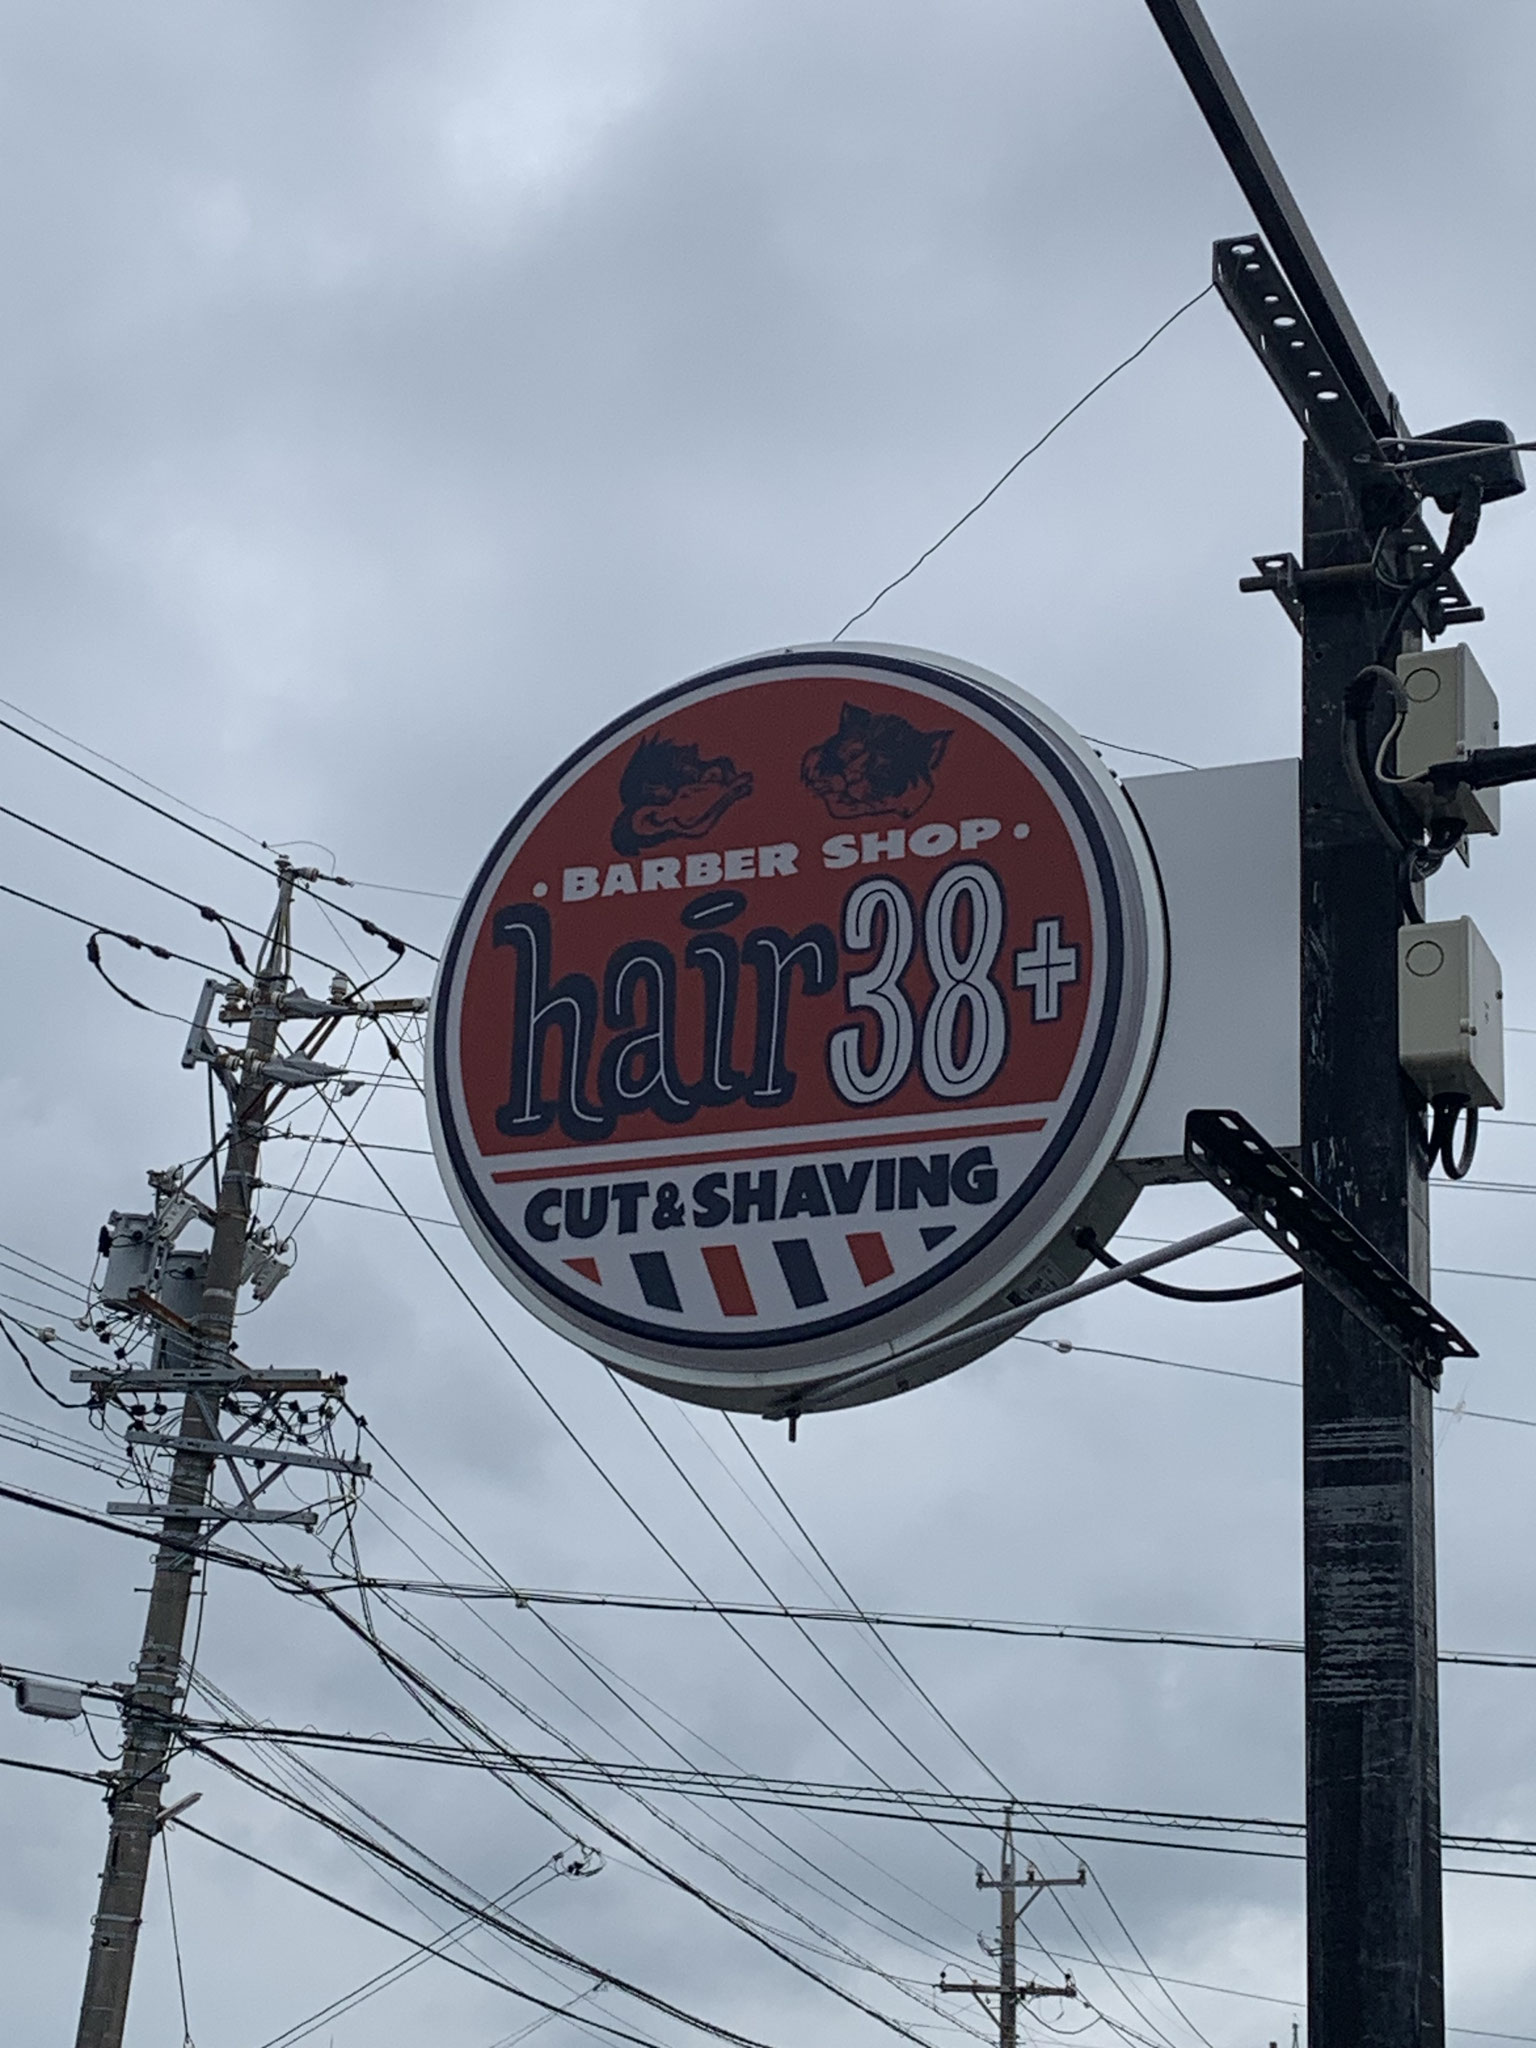 • BARBER SHOP •
hair38+
CUT&SHAVING